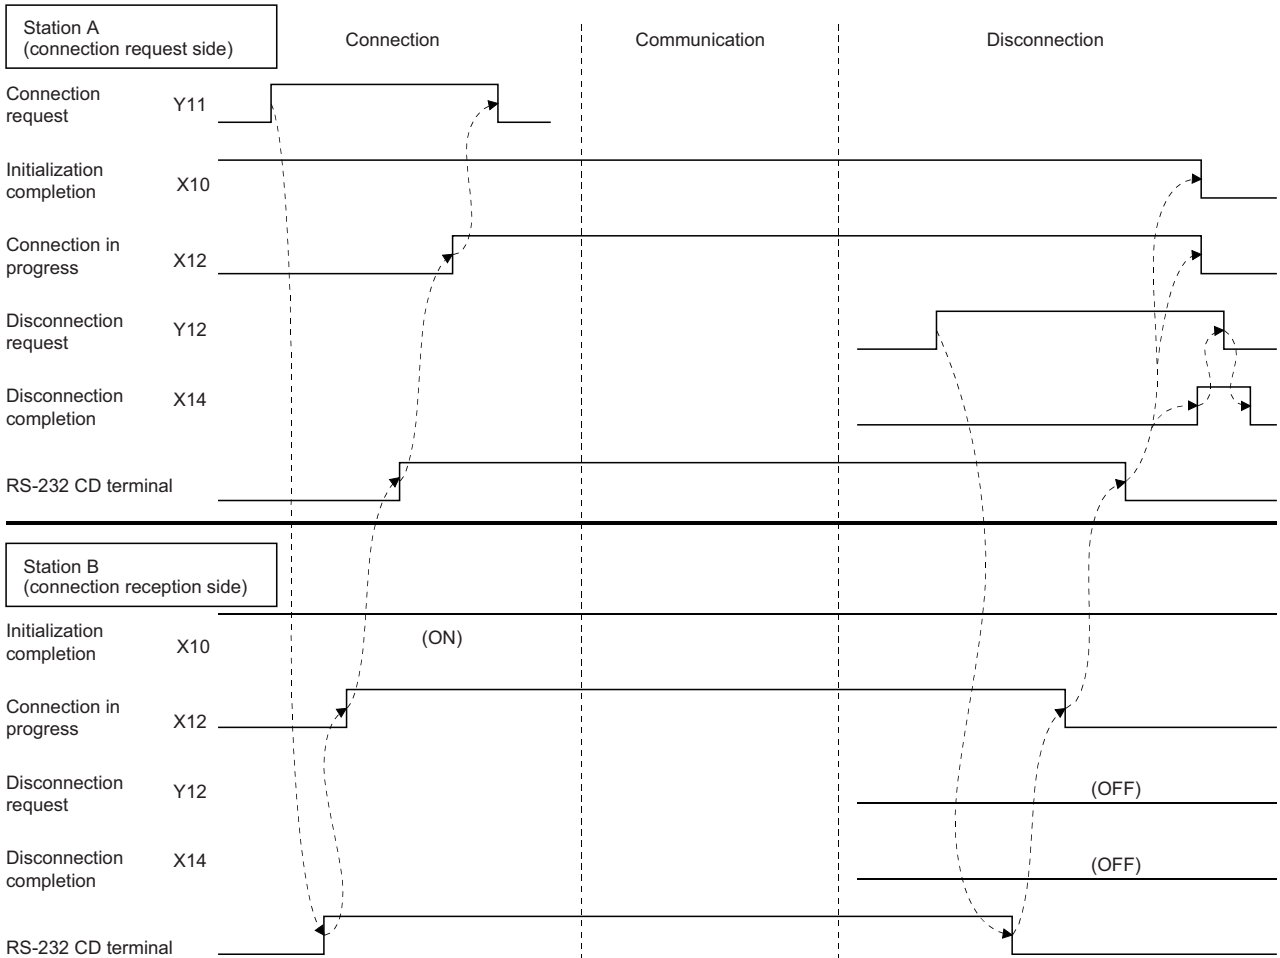 Station A
(connection request side)
Connection
Communication
Disconnection
Connection
request
Y11
Initialization
completion
X10
Connection in
progress
X12
Disconnection
request
Y12
Disconnection
completion
X14
RS-232 CD terminal
Station B
(connection reception side)
Initialization
completion
X10
(ON)
Connection in
progress
X12
Disconnection
request
Y12
(OFF)
Disconnection
completion
X14
(OFF)
RS-232 CD terminal